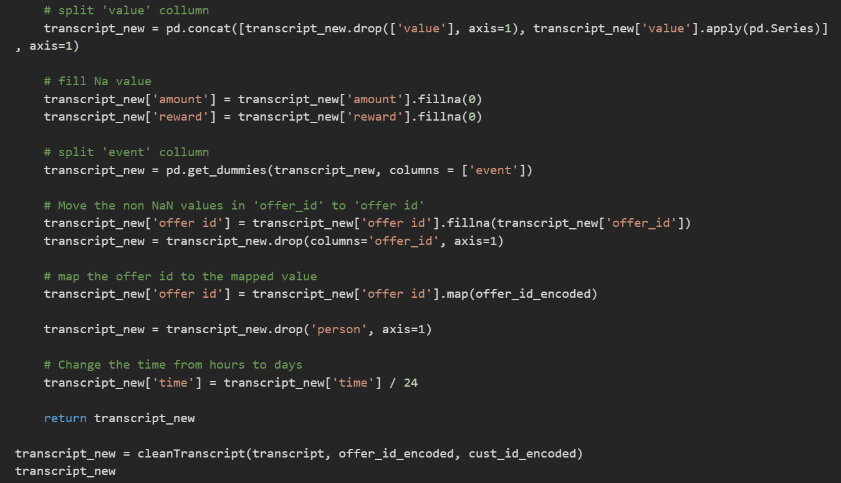 # split 'value' collumn
transcript_new = pd.concat([transcript_new.drop(['value'], axis=1), transcript_new['value'].apply(pd.Series)]
, axis=1)
# fill Na value
transcript_new['amount'] = transcript_new['amount'].fillna(0)
transcript_new['reward'] = transcript_new['reward'].fillna(0)
# split 'event' collumn
transcript_new = pd.get_dummies(transcript_new, columns = ['event'])
# Move the non NaN values in 'offer_id' to 'offer id'
transcript_new['offer id'] = transcript_new['offer id'].fillna(transcript_new['offer_id'])
transcript_new = transcript_new.drop(columns='offer_id', axis=1)
# map the offer id to the mapped value
transcript_new['offer id'] = transcript_new['offer id'].map(offer_id_encoded)
transcript_new = transcript_new.drop('person', axis=1)
# Change the time from hours to days
transcript_new['time'] = transcript_new['time'] / 24
return transcript_new
transcript_new = cleanTranscript(transcript, offer_id_encoded, cust_id_encoded)
transcript_new